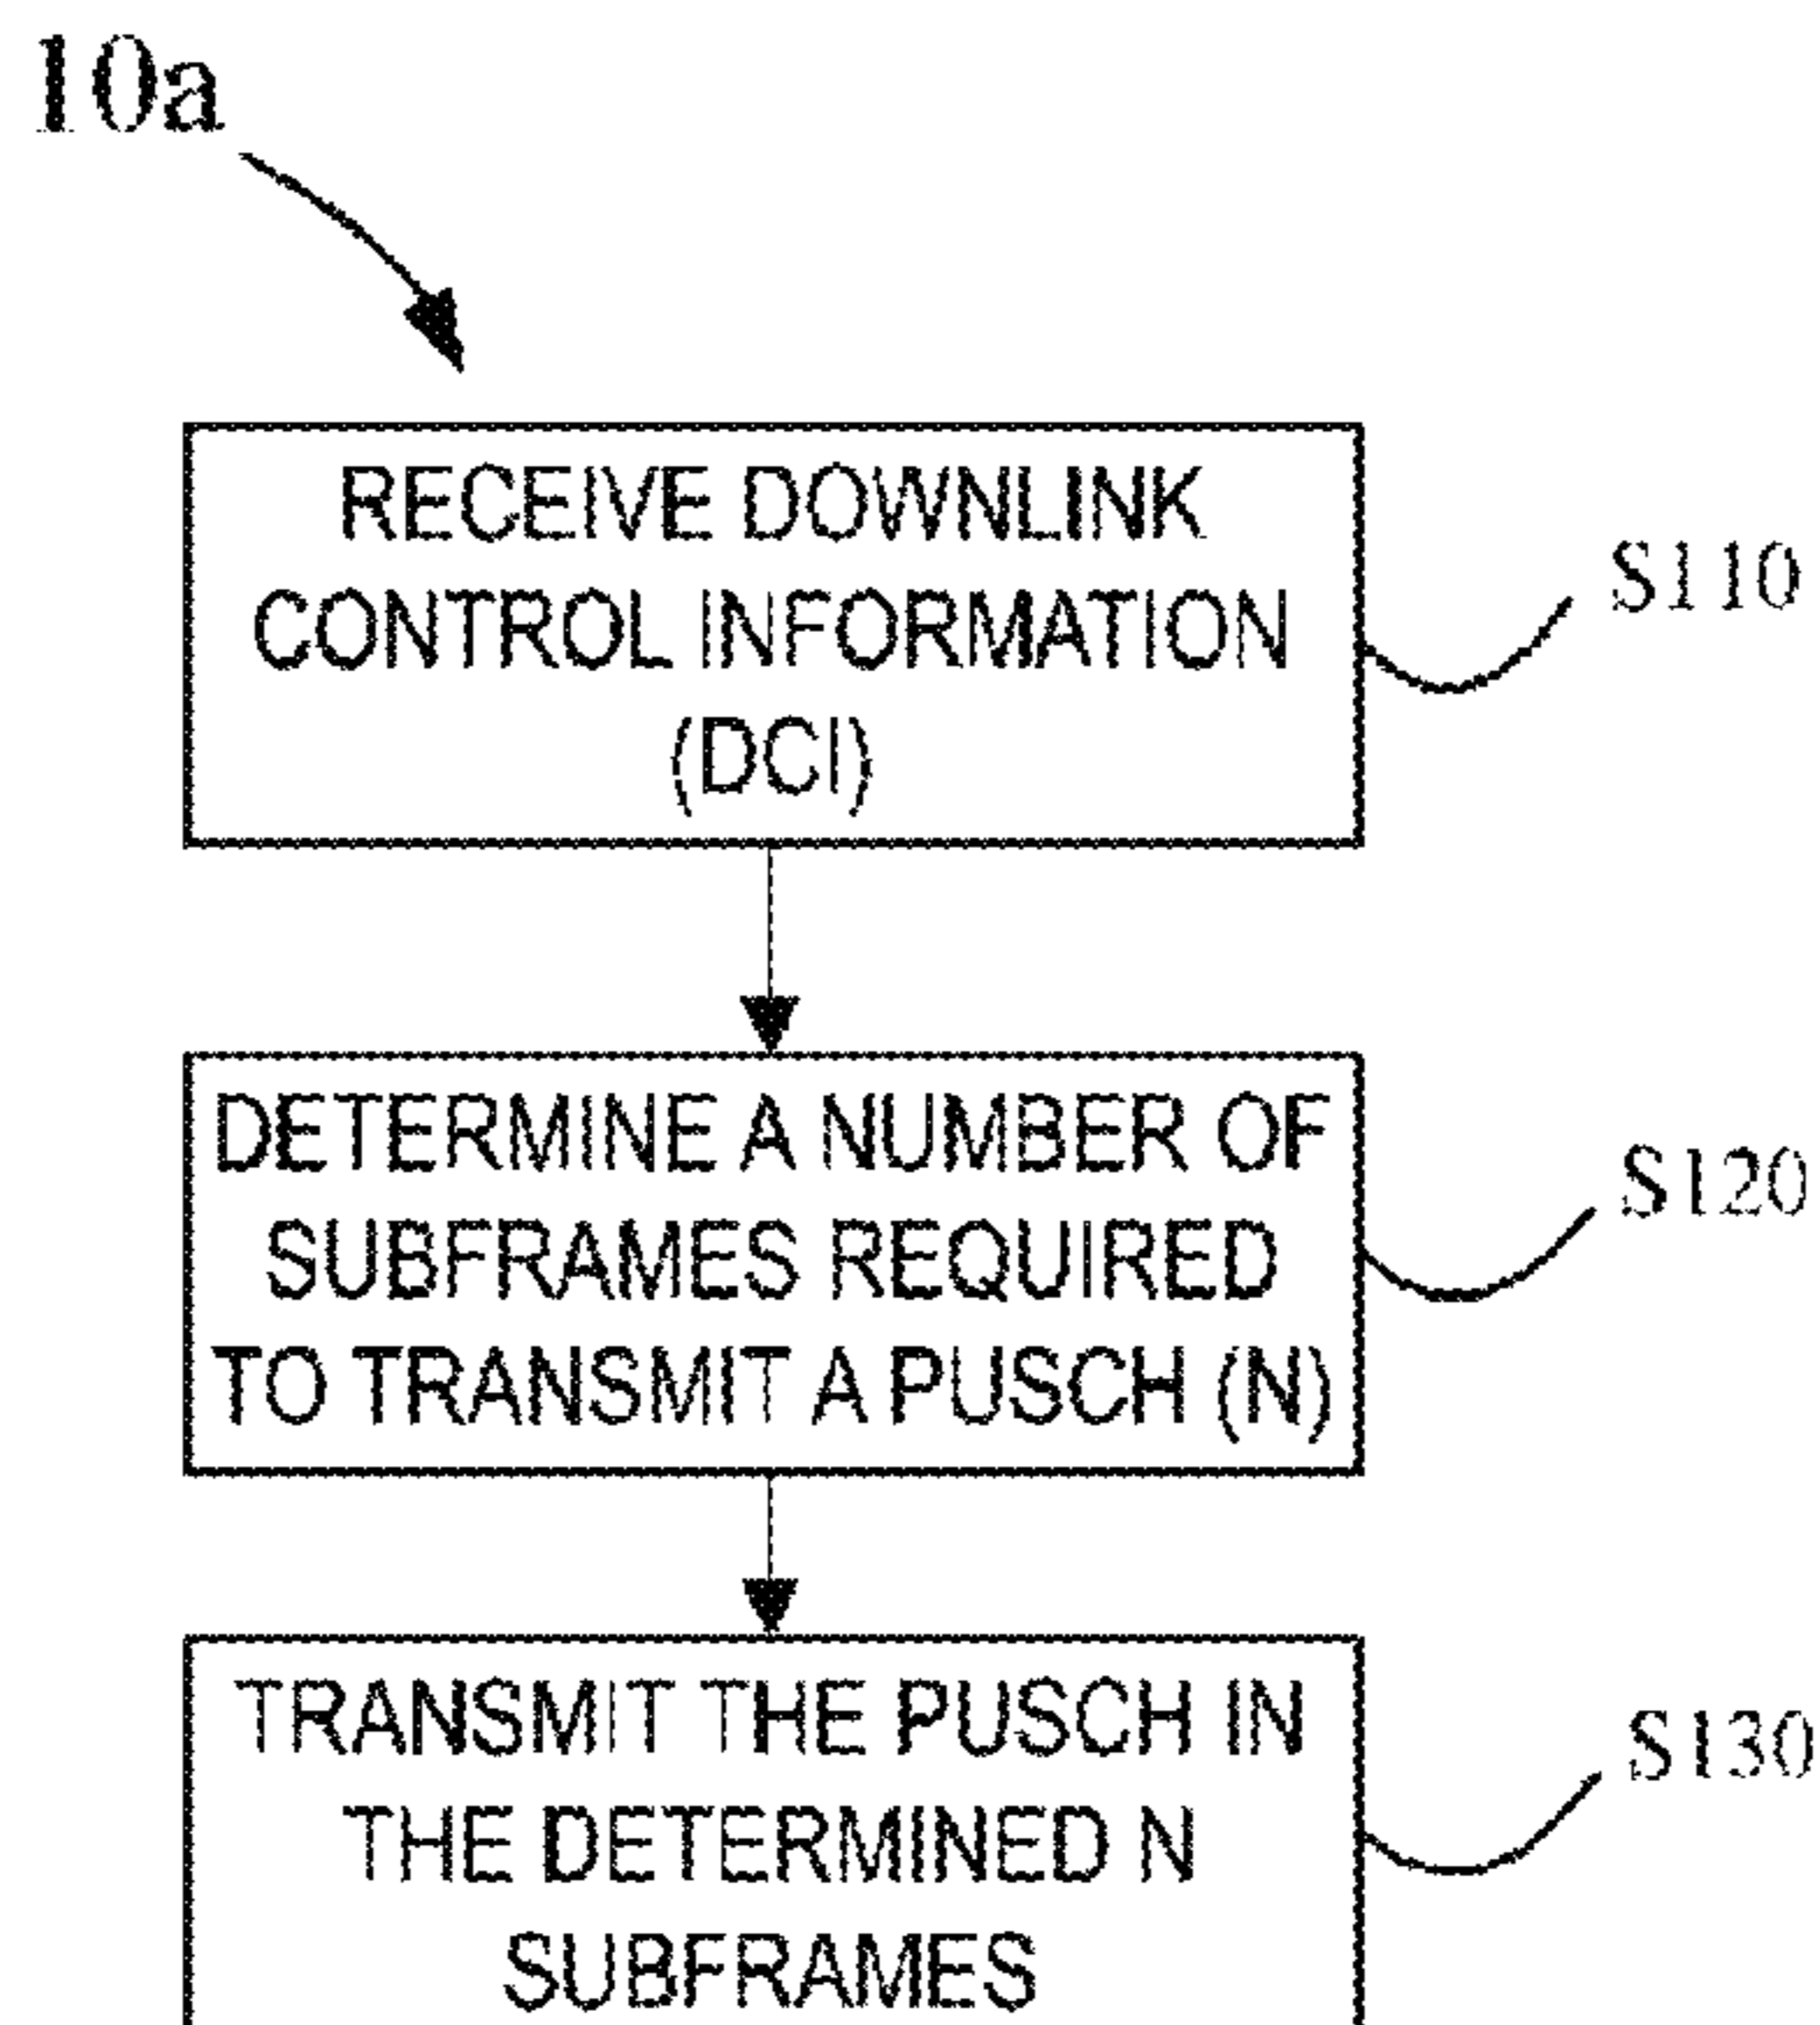 10a
RECEIVE DOWNLINK
CONTROL INFORMATION
(DCI)
S110
DETERMINE A NUMBER OF
SUBFRAMES REQUIRED
TO TRANSMIT A PUSCH (N)
S120
TRANSMIT THE PUSCH IN
THE DETERMINED N
SUBFRAMES
S130